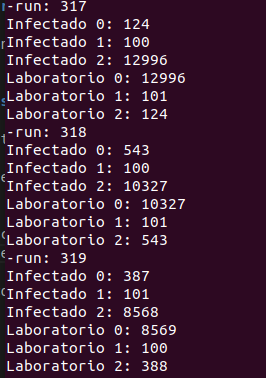 -run: 317
Infectado 0: 124
Infectado 1: 100
Infectado 2: 12996
Laboratorio 0: 12996
Laboratorio 1: 101
Laboratorio 2: 124
-run: 318
Infectado 0: 543
Infectado 1: 100
Infectado 2: 10327
Laboratorio 0: 10327
Laboratorio 1: 101
Laboratorio 2: 543
-run: 319
Infectado 0: 387
Infectado 1: 101
Infectado 2: 8568
Laboratorio 0: 8569
Laboratorio 1: 100
Laboratorio 2: 388